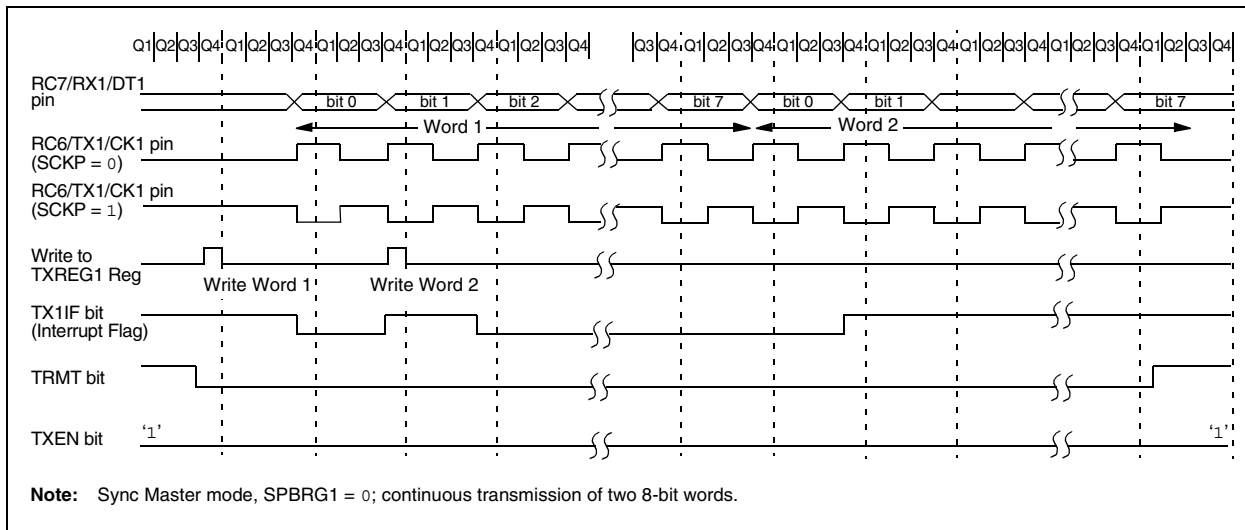 Q1 Q2 Q3 Q4 Q1 Q2 Q3 Q4 Q1 Q2 Q3 Q4 Q1 Q2 Q3 Q4 Q1 Q2 Q3 Q4 Q3 Q4 Q1 Q2 Q3 Q4 Q1 Q2 Q3 Q4 Q1 Q2 Q3 Q4 Q1 Q2 Q3 Q4 Q1 Q2 Q3 Q4 Q1 Q2 Q3 Q4
RC7/RX1/DT1
pin
bit 0 bit 1 bit 2 bit 7 bit 0 bit 1 bit 7
Word 1 Word 2
RC6/TX1/CK1 pin
(SCKP = 0)
RC6/TX1/CK1 pin
(SCKP = 1)
Write to
TXREG1 Reg
Write Word 1 Write Word 2
TX1IF bit
(Interrupt Flag)
TRMT bit
TXEN bit ‘1’ ‘1’
Note: Sync Master mode, SPBRG1 = 0; continuous transmission of two 8-bit words.